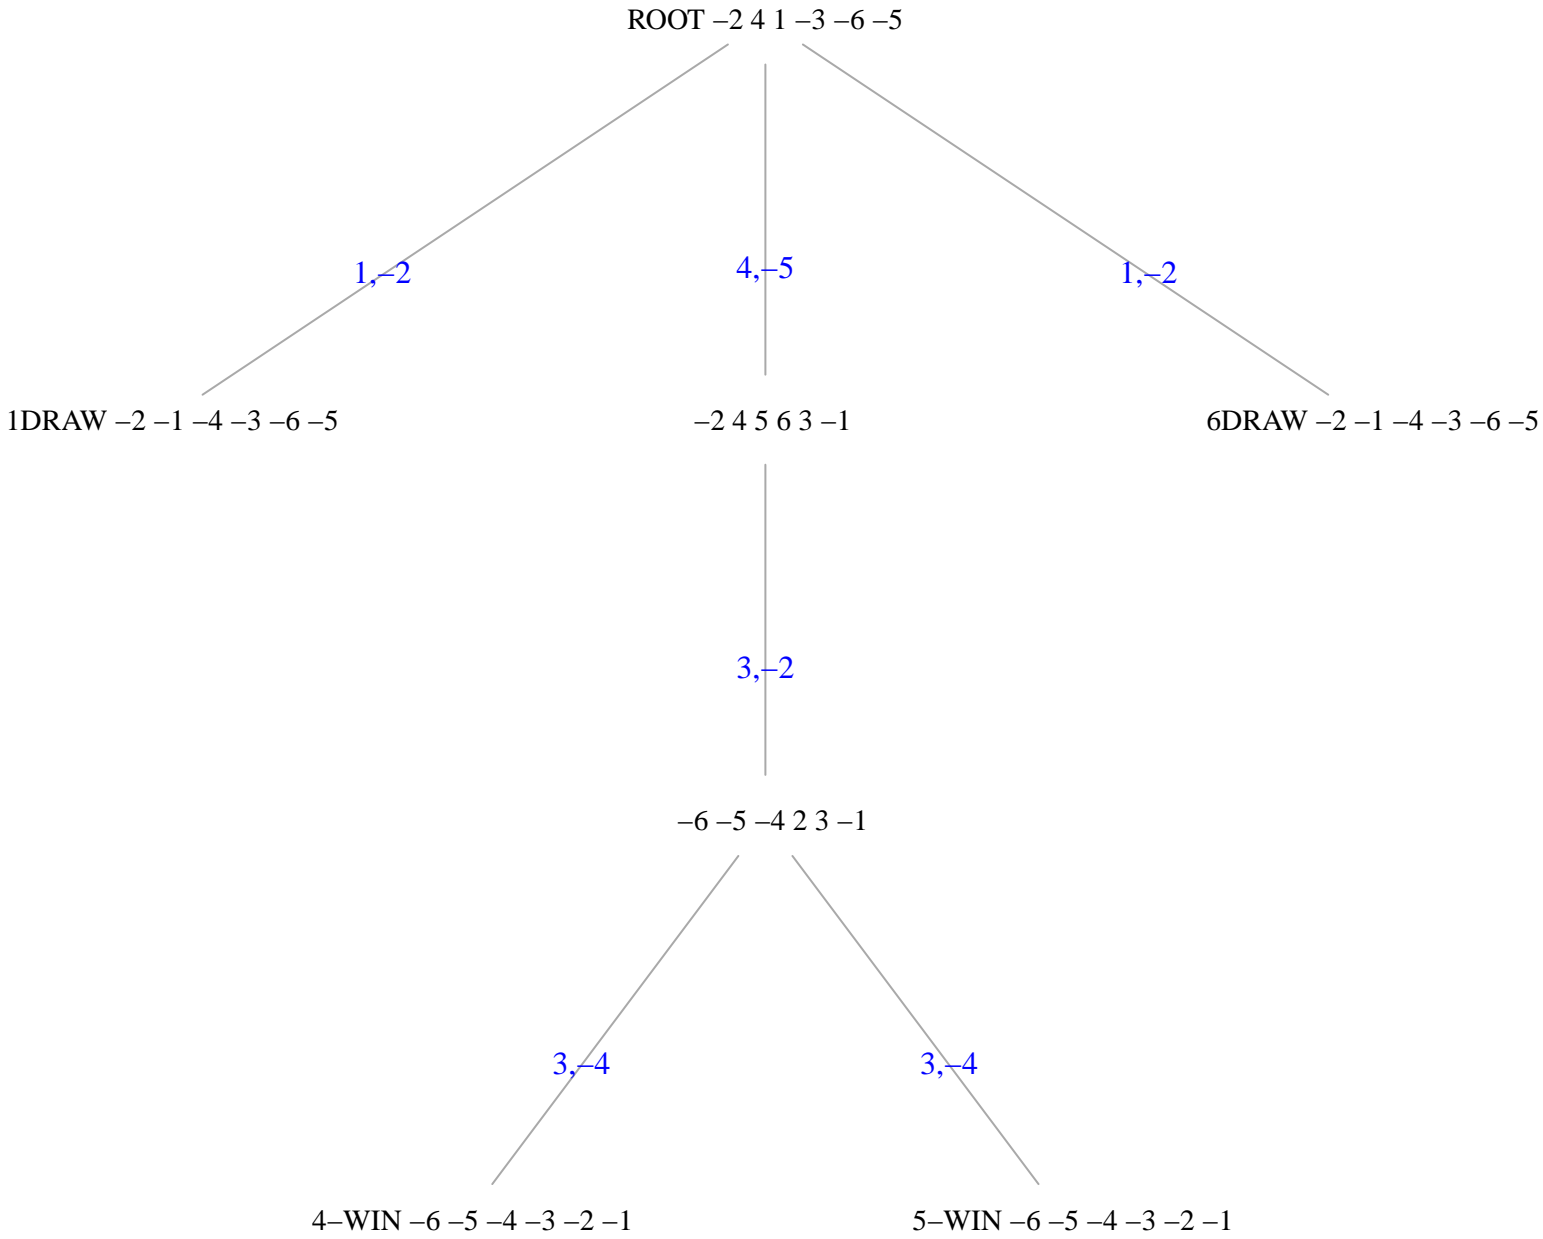 ROOT –2 4 1 –3 –6 –5
1,–2
4,–5
1,–2
1DRAW –2 –1 –4 –3 –6 –5
–2 4 5 6 3 –1
6DRAW –2 –1 –4 –3 –6 –5
3,–2
–6 –5 –4 2 3 –1
3,–4
3,–4
4–WIN –6 –5 –4 –3 –2 –1
5–WIN –6 –5 –4 –3 –2 –1